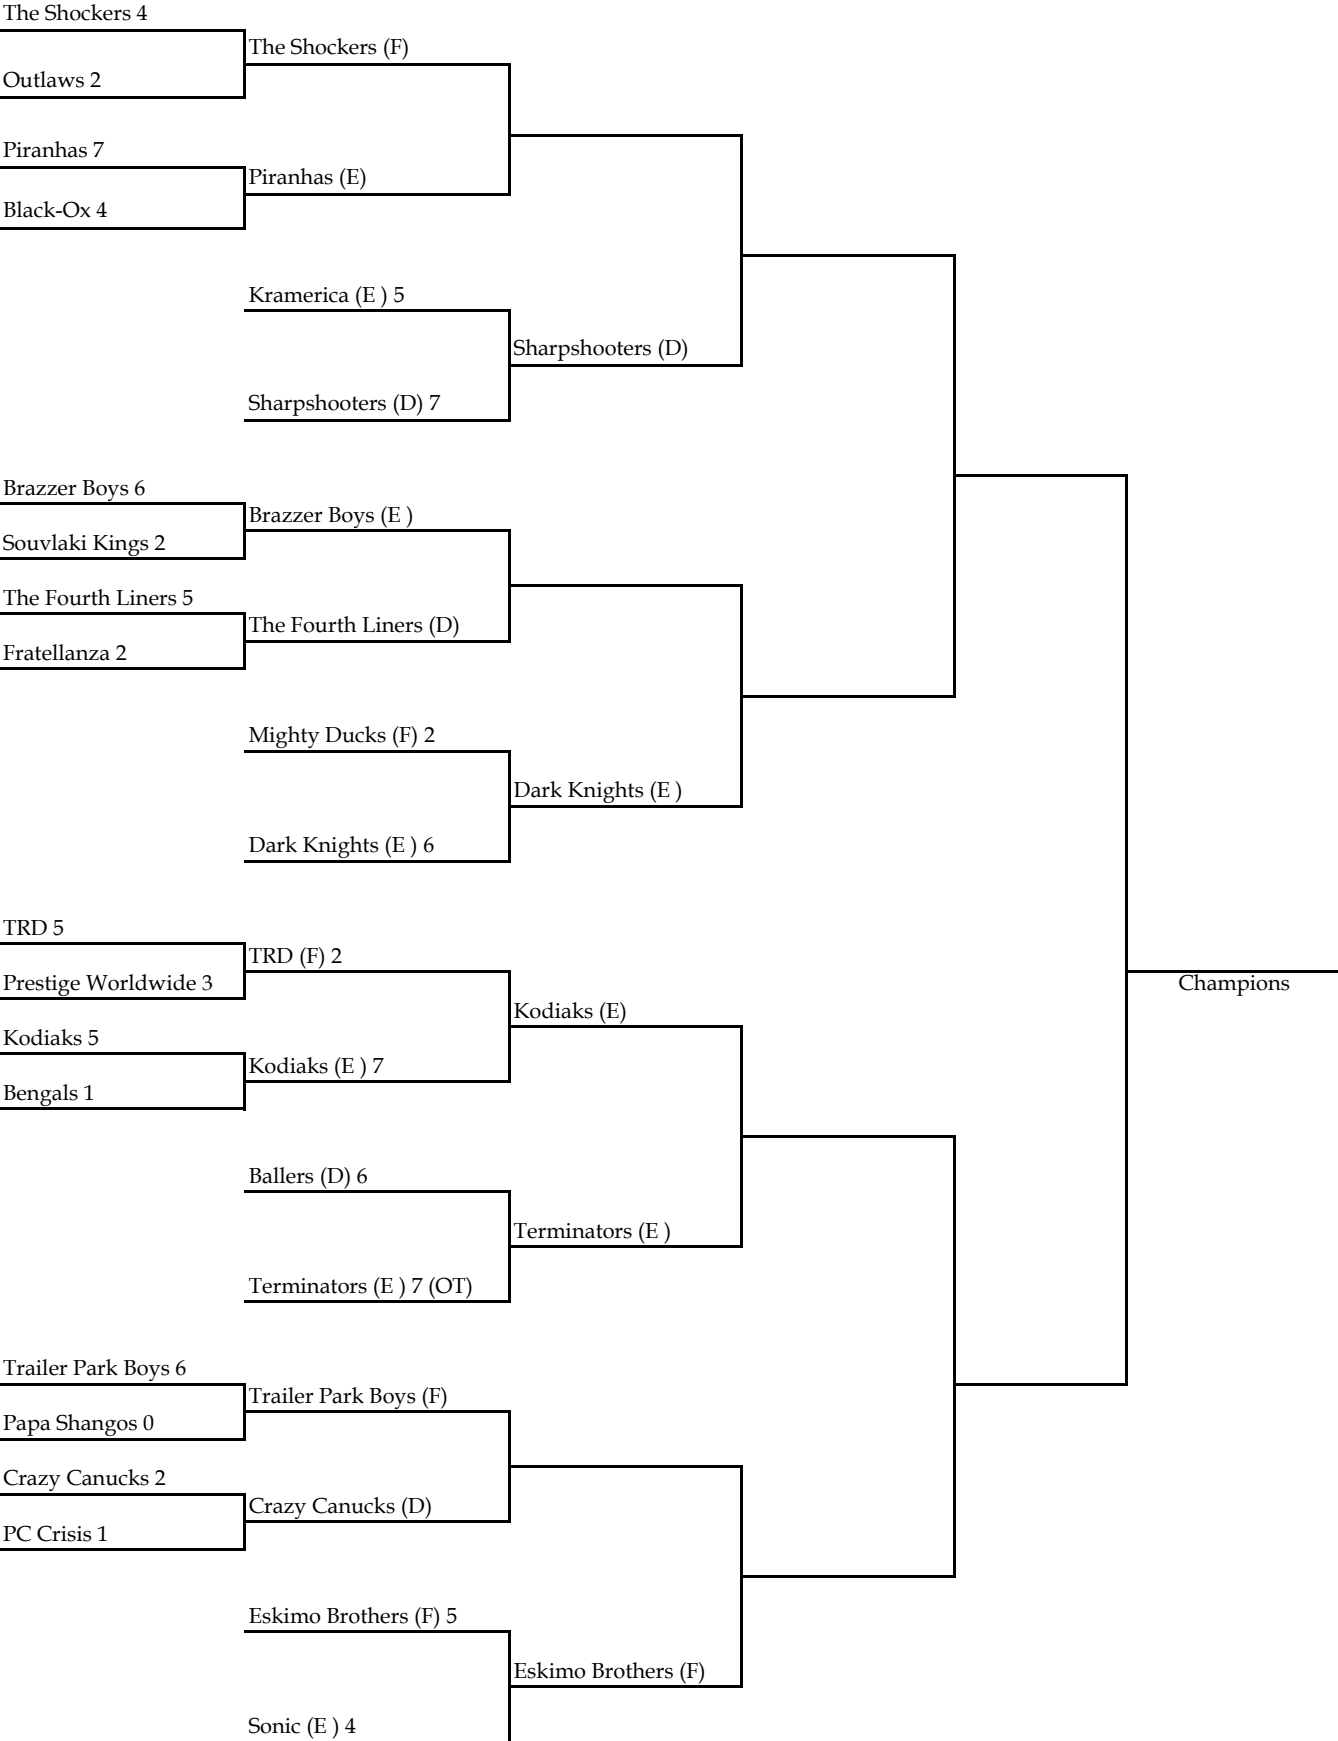 The Shockers 4
The Shockers (F)
Outlaws 2
Piranhas 7
Piranhas (E)
Black-Ox 4
Kramerica (E ) 5
Sharpshooters (D)
Sharpshooters (D) 7
Brazzer Boys 6
Brazzer Boys (E )
Souvlaki Kings 2
The Fourth Liners 5
The Fourth Liners (D)
Fratellanza 2
Mighty Ducks (F) 2
Dark Knights (E )
Dark Knights (E ) 6
TRD 5
TRD (F) 2
Prestige Worldwide 3
Champions
Kodiaks (E)
Kodiaks 5
Kodiaks (E ) 7
Bengals 1
Ballers (D) 6
Terminators (E )
Terminators (E ) 7 (OT)
Trailer Park Boys 6
Trailer Park Boys (F)
Papa Shangos 0
Crazy Canucks 2
Crazy Canucks (D)
PC Crisis 1
Eskimo Brothers (F) 5
Eskimo Brothers (F)
Sonic (E ) 4